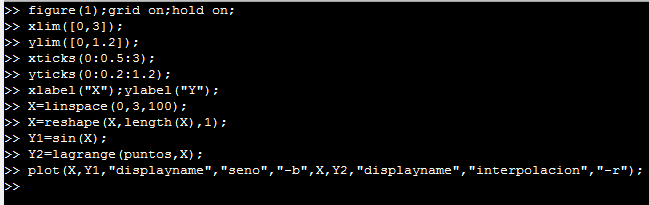 >> figure(1);grid on;hold on;
>> xlim([0,3]);
>> ylim([0,1.2]);
>> xticks(0:0.5:3);
>> yticks(0:0.2:1.2);
>> xlabel("X");ylabel("Y");
>> X=linspace(0,3,100);
>> X=reshape(X,length(X),1);
>> Y1=sin(X);
>> Y2=lagrange(puntos,X);
>> plot(X,Y1,"displayname","seno","-b",X,Y2,"displayname","interpolacion","-r");
>>